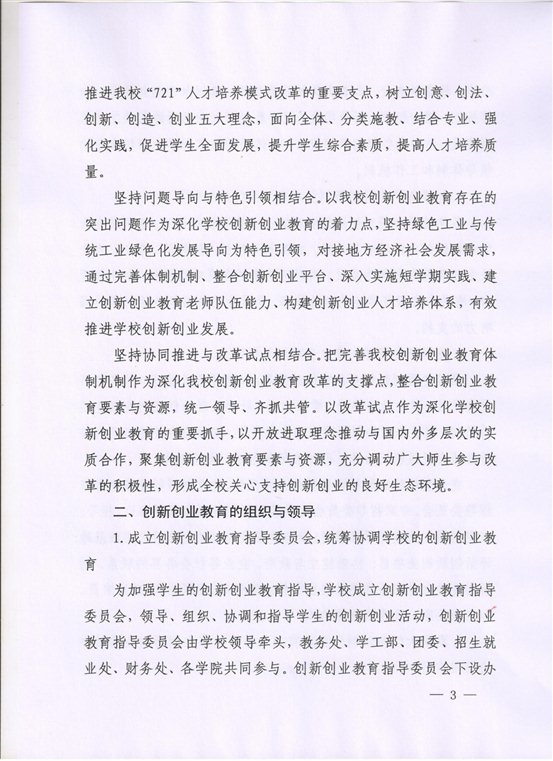 推进我校“721”人才培养模式改革的重要支点，树立创意、创法、
创新、创造、创业五大理念，面向全体、分类施教、结合专业、强
化实践，促进学生全面发展，提升学生综合素质，提高人才培养质
量。
坚持问题导向与特色引领相结合。以我校创新创业教育存在的
突出问题作为深化学校创新创业教育的着力点，坚持绿色工业与传
统工业绿色化发展导向为特色引领，对接地方经济社会发展需求，
通过完善体制机制、整合创新创业平台、深入实施短学期实践、建
立创新创业教育老师队伍能力、构建创新创业人才培养体系，有效
推进学校创新创业发展。
坚持协同推进与改革试点相结合。把完善我校创新创业教育体
制机制作为深化我校创新创业教育改革的支撑点，整合创新创业教
育要素与资源，统一领导、齐抓共管。以改革试点作为深化学校创
新创业教育的重要抓手，以开放进取理念推动与国内外多层次的实
质合作，聚集创新创业教育要素与资源，充分调动广大师生参与改
革的积极性，形成全校关心支持创新创业的良好生态环境。
二、创新创业教育的组织与领导
1.成立创新创业教育指导委员会，统筹协调学校的创新创业教
育
为加强学生的创新创业教育指导，学校成立创新创业教育指导
委员会，领导、组织、协调和指导学生的创新创业活动，创新创业
教育指导委员会由学校领导牵头，教务处、学工部、团委、招生就
业处、财务处、各学院共同参与。创新创业教育指导委员会下设办
— 3 —